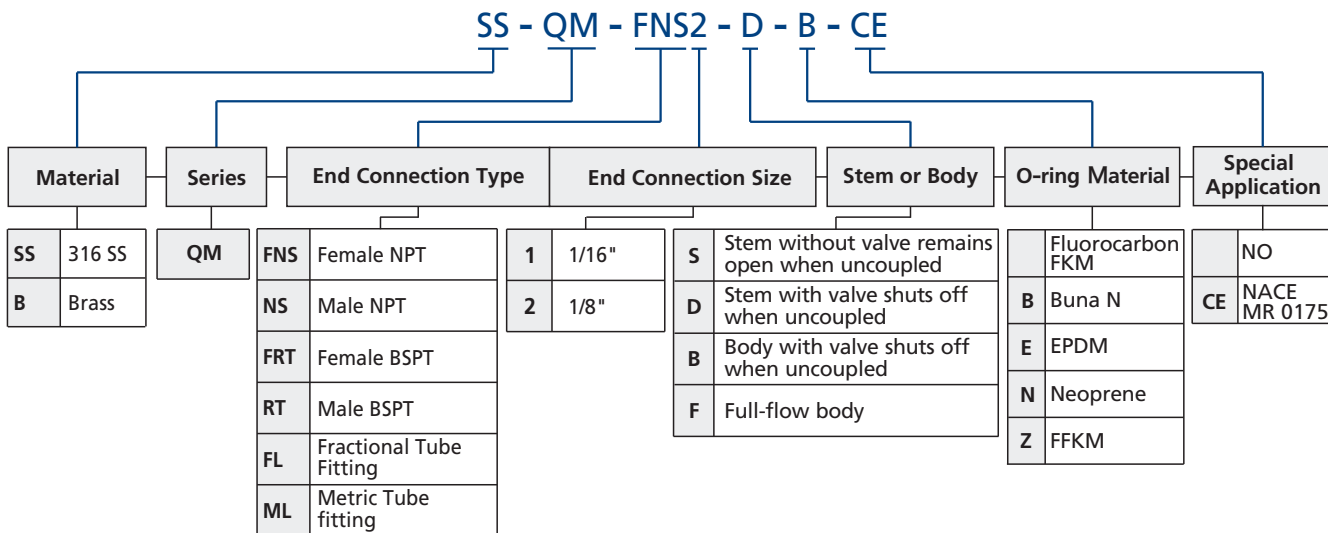 SS - QM - FNS2 - D - B - CE
Material
Series
End Connection Type
End Connection Size
Stem or Body
O-ring Material
Special
Application
SS 316 SS
B Brass
QM
FNS Female NPT
NS Male NPT
FRT Female BSPT
RT Male BSPT
FL Fractional Tube
Fitting
ML Metric Tube
fitting
1 1/16"
2 1/8"
S Stem without valve remains
open when uncoupled
D Stem with valve shuts off
when uncoupled
B Body with valve shuts off
when uncoupled
F Full-flow body
Fluorocarbon
FKM
B Buna N
E EPDM
N Neoprene
Z FFKM
NO
CE NACE
MR 0175